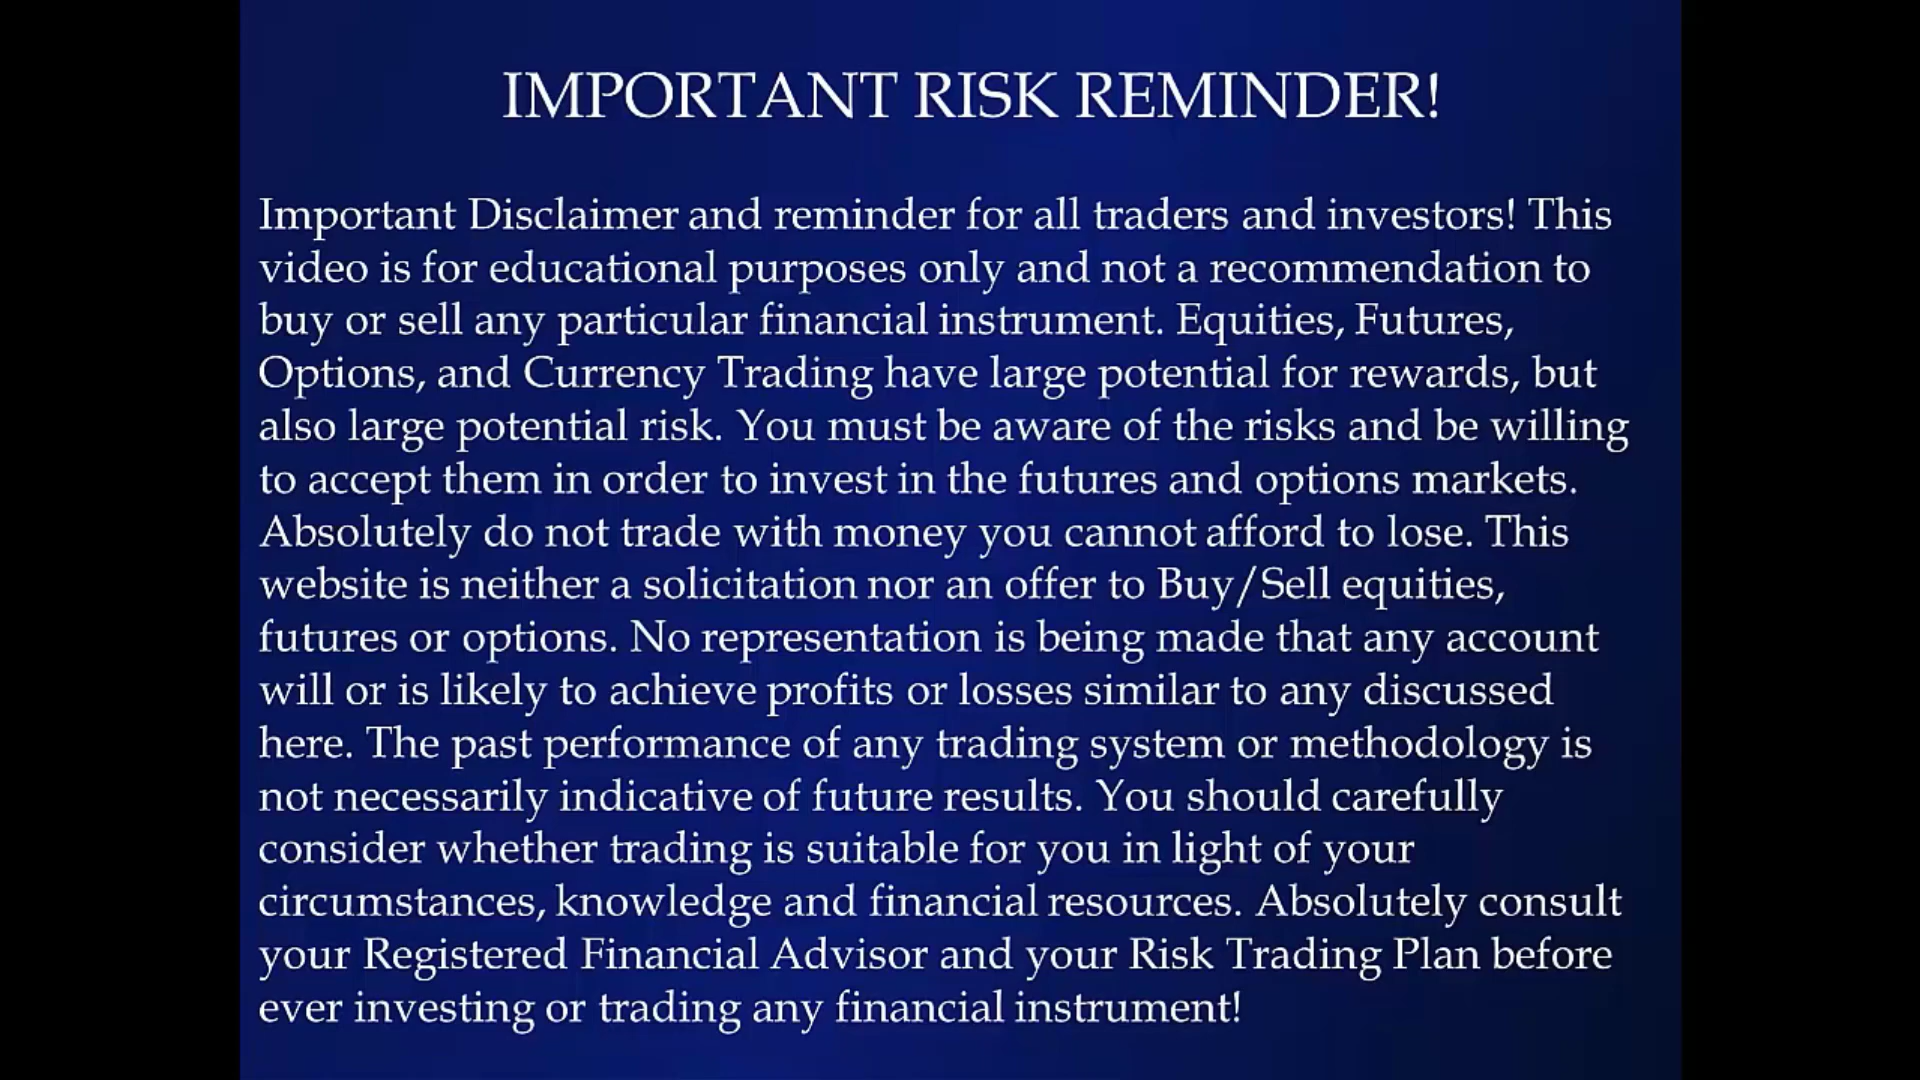 IMPORTANT RISK REMINDER!
Important Disclaimer and reminder for all traders and investors! This
video is for educational purposes only and not a recommendation to
buy or sell any particular financial instrument. Equities, Futures,
Options, and Currency Trading have large potential for rewards, but
also large potential risk. You must be aware of the risks and be willing
to accept them in order to invest in the futures and options markets.
Absolutely do not trade with money you cannot afford to lose. This
website is neither a solicitation nor an offer to Buy/Sell equities,
futures or options. No representation is being made that any account
will or is likely to achieve profits or losses similar to any discussed
here. The past performance of any trading system or methodology is
not necessarily indicative of future results. You should carefully
consider whether trading is suitable for you in light of your
circumstances, knowledge and financial resources. Absolutely consult
your Registered Financial Advisor and your Risk Trading Plan before
ever investing or trading any financial instrument!